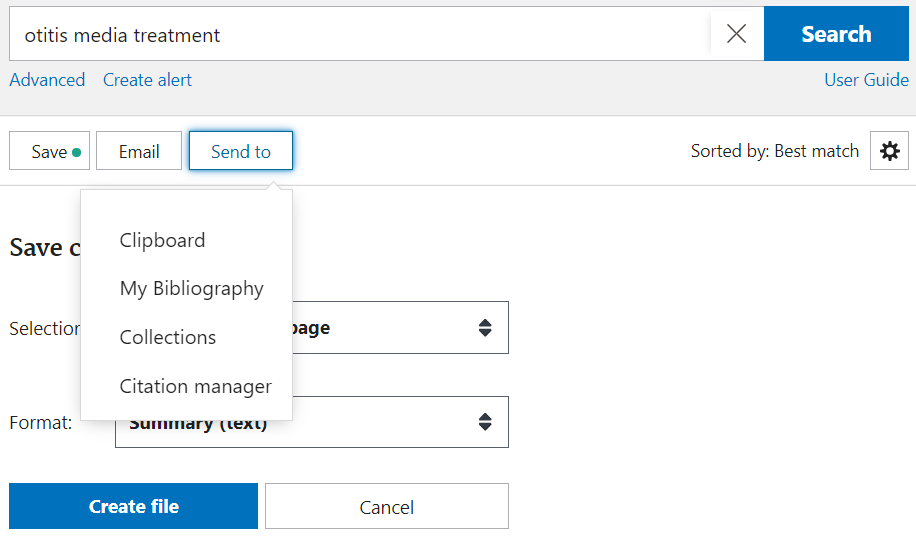 otitis media treatment
Search
Advanced Create alert User Guide
Save Email Send to Sorted by: Best match
Clipboard
Save c
My Bibliography
Selection
page
Collections
Citation manager
Format: Summary (text)
Create file Cancel